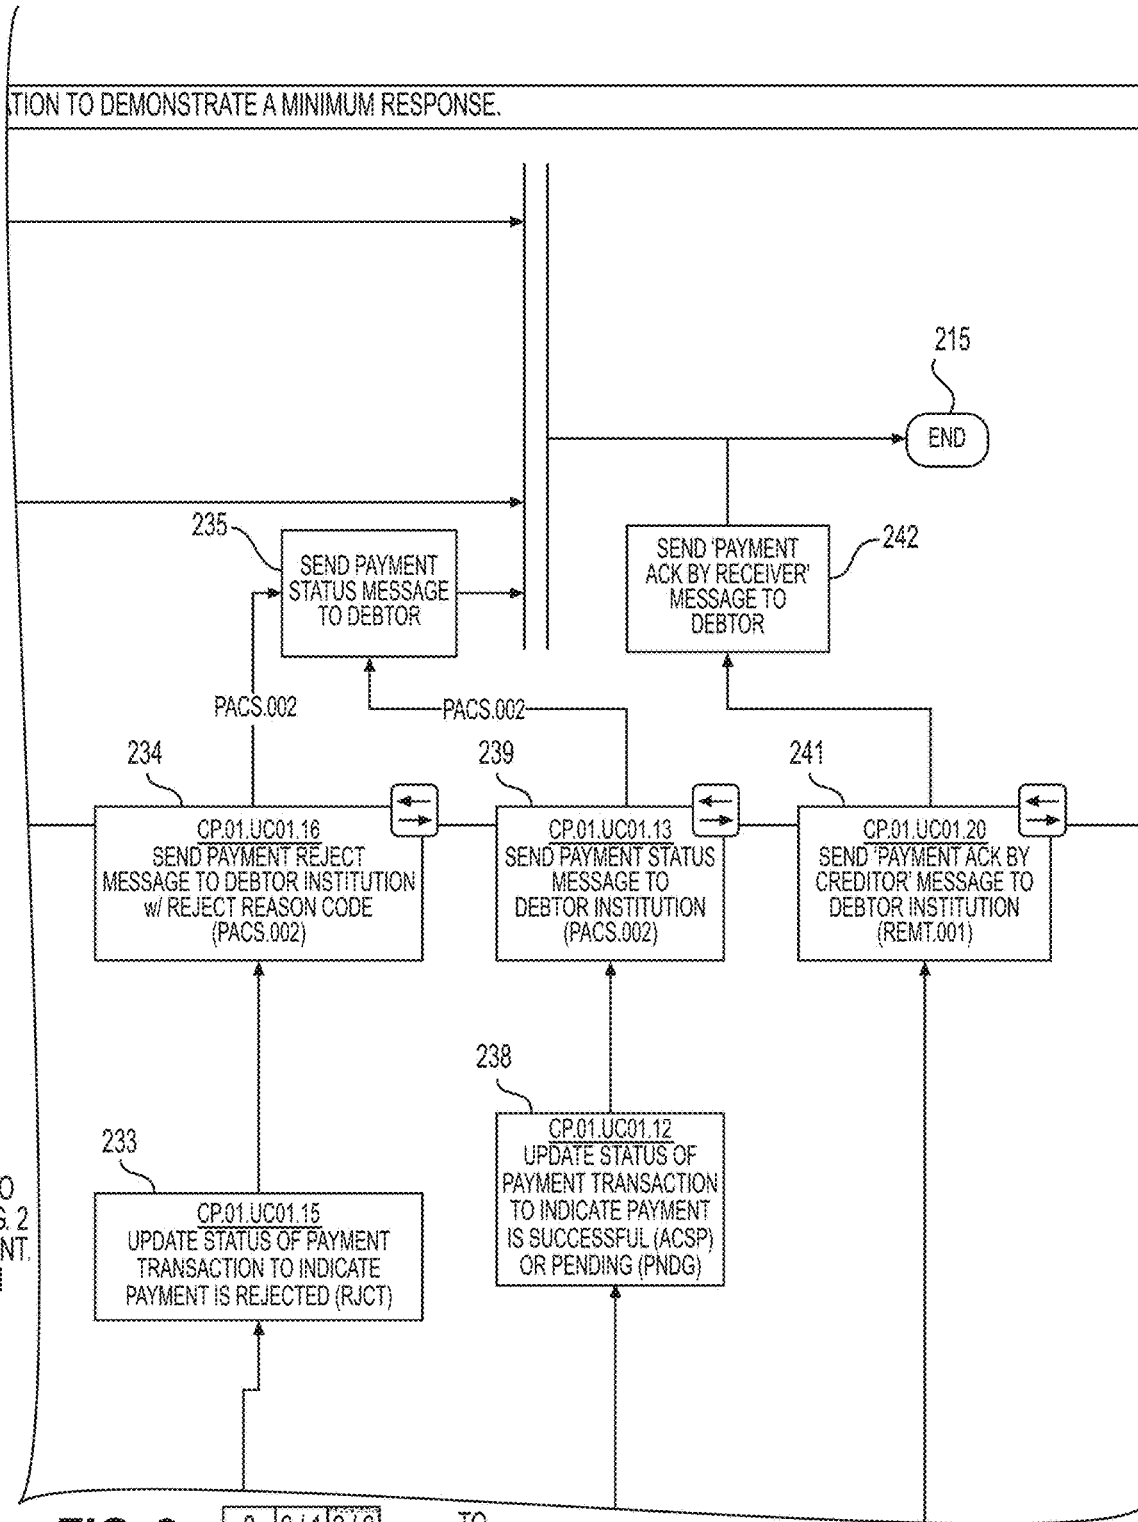 TION TO DEMONSTRATE A MINIMUM RESPONSE.
215
END
235
SEND PAYMENT
STATUS MESSAGE
TO DEBTOR
SEND 'PAYMENT
ACK BY RECEIVER'
MESSAGE TO
DEBTOR
242
PACS.002
PACS.002
234
239
241
CP.01.UC01.16
SEND PAYMENT REJECT
MESSAGE TO DEBTOR INSTITUTION
w/ REJECT REASON CODE
(PACS.002)
CP.01.UC01.13
SEND PAYMENT STATUS
MESSAGE TO
DEBTOR INSTITUTION
(PACS.002)
CP.01.UC01.20
SEND 'PAYMENT ACK BY
CREDITOR' MESSAGE TO
DEBTOR INSTITUTION
(REMT.001)
238
CP.01.UC01.12
UPDATE STATUS OF
PAYMENT TRANSACTION
TO INDICATE PAYMENT
IS SUCCESSFUL (ACSP)
OR PENDING (PNDG)
233
CP.01.UC01.15
UPDATE STATUS OF PAYMENT
TRANSACTION TO INDICATE
PAYMENT IS REJECTED (RJCT)
O
G. 2
NT.
TO